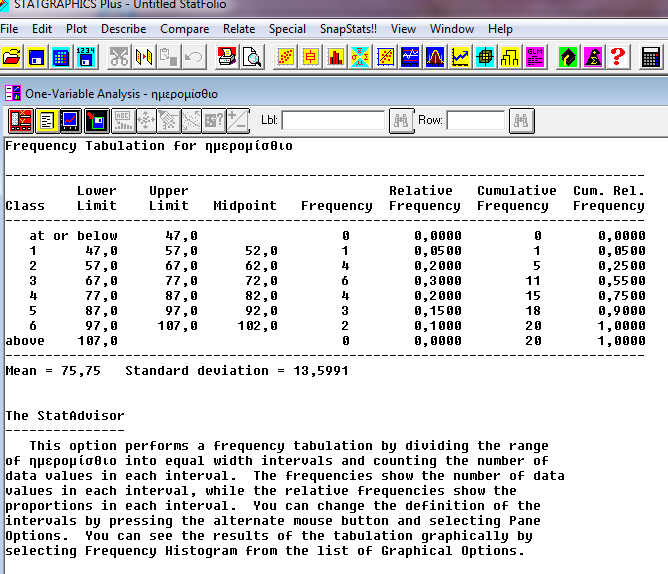 STATGRAPHICS Plus - Untitled StatFolio
File Edit Plot Describe Compare Relate Special SnapStats!! View Window Help
1234
GLM
One-Variable Analysis - ημερομίσθιο
ABC
Lbl: Row:
Frequency Tabulation for ημερομίσθιο
--------------------------------------------------------------------------------
Lower Upper Relative Cumulative Cum. Rel.
Class Limit Limit Midpoint Frequency Frequency Frequency Frequency
--------------------------------------------------------------------------------
at or below 47,0 0 0,0000 0 0,0000
1 47,0 57,0 52,0 1 0,0500 1 0,0500
2 57,0 67,0 62,0 4 0,2000 5 0,2500
3 67,0 77,0 72,0 6 0,3000 11 0,5500
4 77,0 87,0 82,0 4 0,2000 15 0,7500
5 87,0 97,0 92,0 3 0,1500 18 0,9000
6 97,0 107,0 102,0 2 0,1000 20 1,0000
above 107,0 0 0,0000 20 1,0000
--------------------------------------------------------------------------------
Mean = 75,75 Standard deviation = 13,5991
The StatAdvisor
---------------
This option performs a frequency tabulation by dividing the range
of ημερομίσθιο into equal width intervals and counting the number of
data values in each interval. The frequencies show the number of data
values in each interval, while the relative frequencies show the
proportions in each interval. You can change the definition of the
intervals by pressing the alternate mouse button and selecting Pane
Options. You can see the results of the tabulation graphically by
selecting Frequency Histogram from the list of Graphical Options.